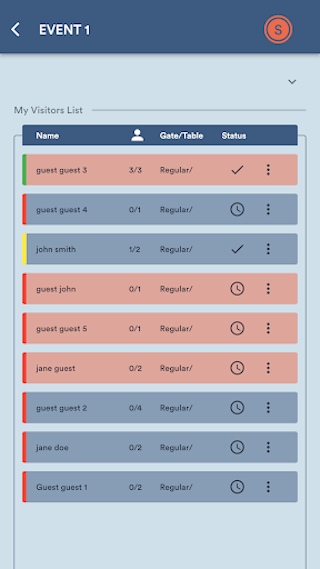 EVENT 1
S
My Visitors List
Name Gate/Table Status
guest guest 3 3/3 Regular/
guest guest 4 0/1 Regular/
john smith 1/2 Regular/
guest john 0/1 Regular/
guest guest 5 0/1 Regular/
jane guest 0/2 Regular/
guest guest 2 0/4 Regular/
jane doe 0/2 Regular/
Guest guest 1 0/2 Regular/